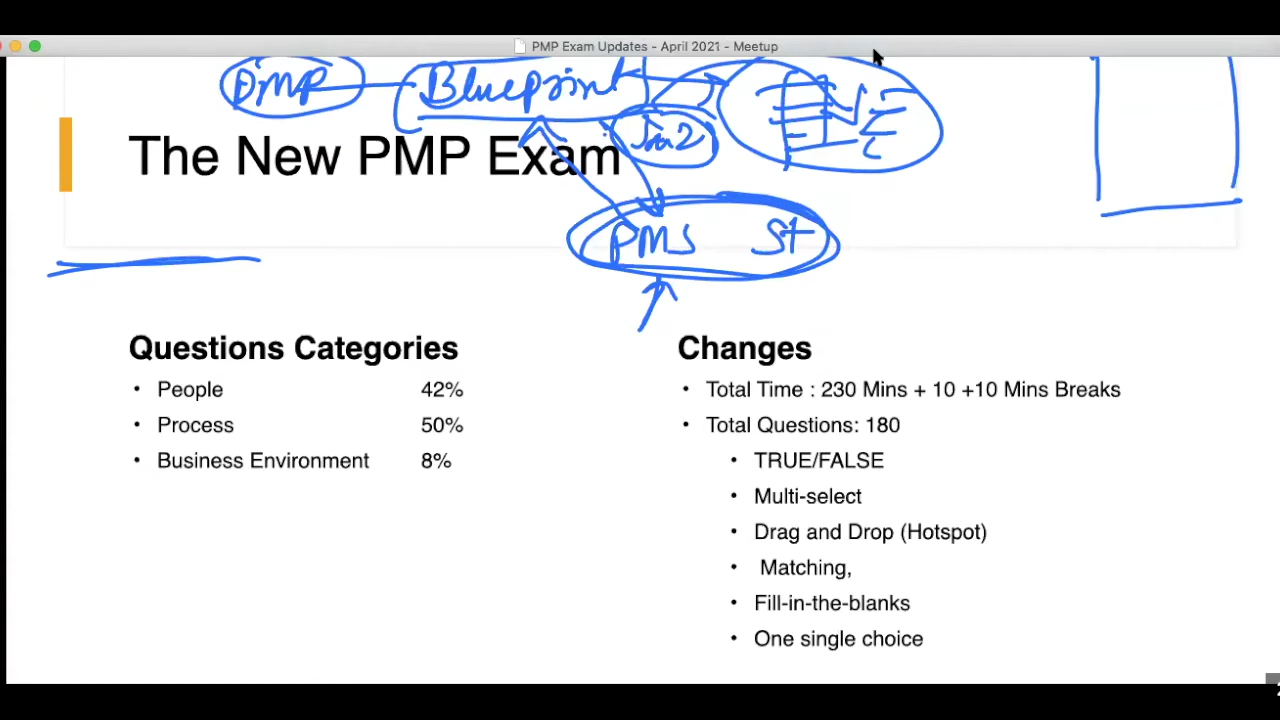 PMP Exam Updates - April 2021 - Meetup
PMP Blueprint
The New PMP Exam
PMS St
Questions Categories
• People 42%
• Process 50%
• Business Environment 8%
Changes
• Total Time : 230 Mins + 10 +10 Mins Breaks
• Total Questions: 180
• TRUE/FALSE
• Multi-select
• Drag and Drop (Hotspot)
• Matching,
• Fill-in-the-blanks
• One single choice